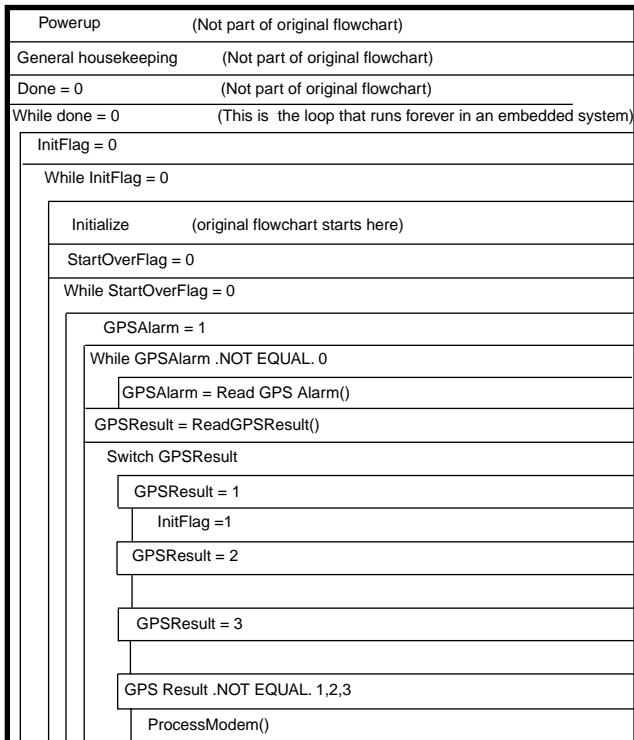 Powerup (Not part of original flowchart)
General housekeeping (Not part of original flowchart)
Done = 0 (Not part of original flowchart)
While done = 0 (This is the loop that runs forever in an embedded system)
InitFlag = 0
While InitFlag = 0
Initialize (original flowchart starts here)
StartOverFlag = 0
While StartOverFlag = 0
GPSAlarm = 1
While GPSAlarm .NOT EQUAL. 0
GPSAlarm = Read GPS Alarm()
GPSResult = ReadGPSResult()
Switch GPSResult
GPSResult = 1
InitFlag =1
GPSResult = 2
GPSResult = 3
GPS Result .NOT EQUAL. 1,2,3
ProcessModem()